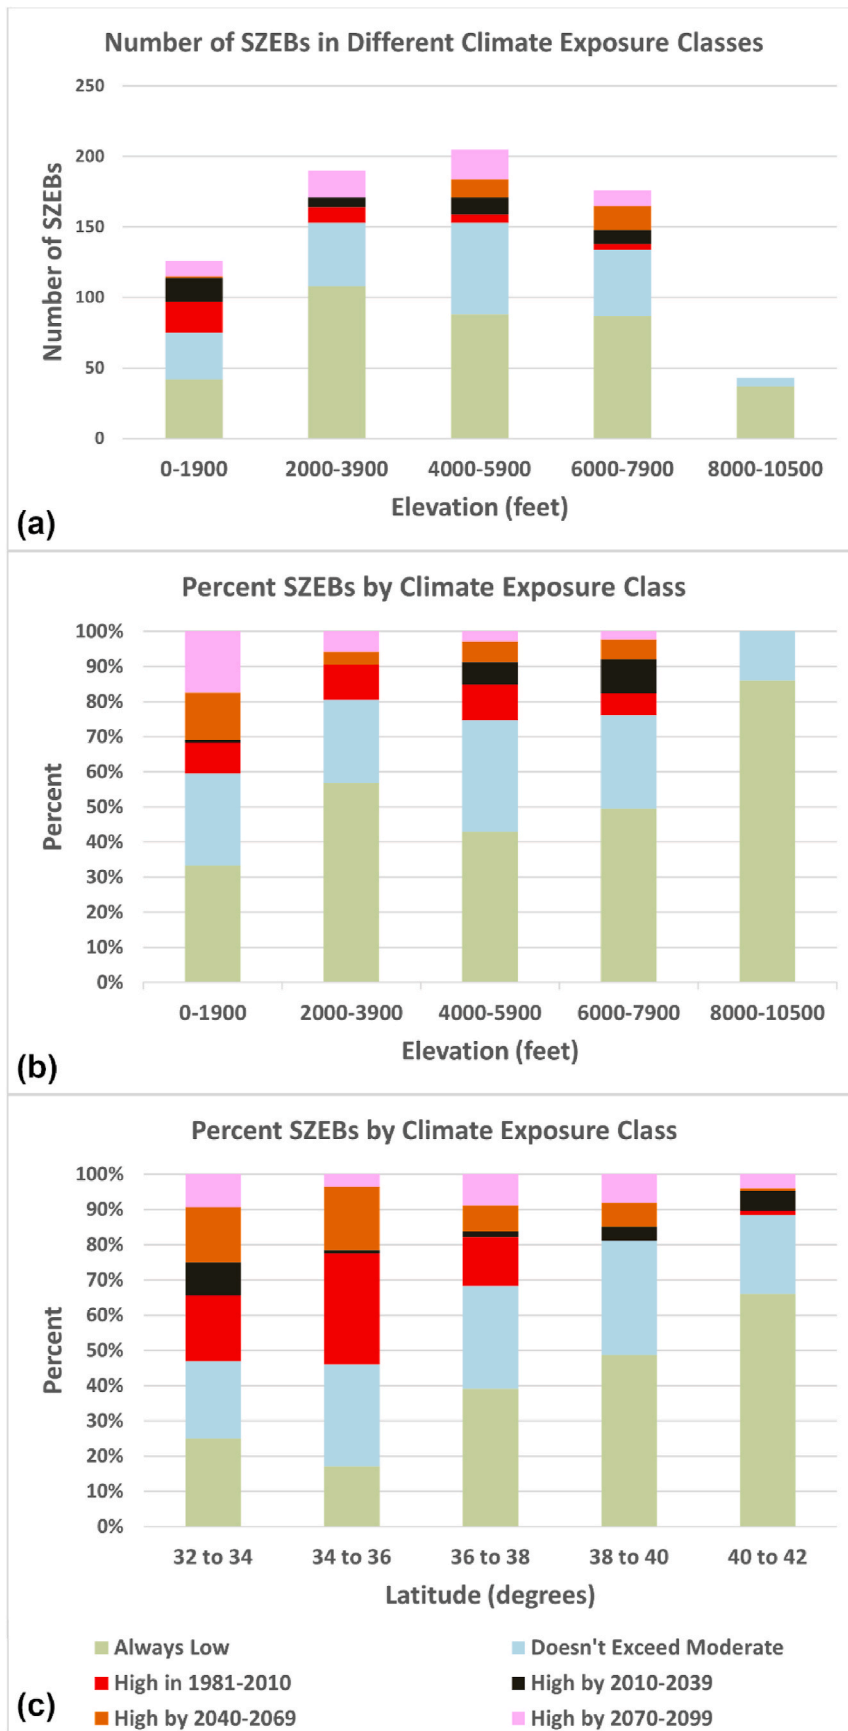 Number of SZEBs in Different Climate Exposure Classes
250
200
150
100
50
0
Number of SZEBs
0-1900 2000-3900 4000-5900 6000-7900 8000-10500
Elevation (feet)
(a)
Percent SZEBs by Climate Exposure Class
100%
90%
80%
70%
60%
50%
40%
30%
20%
10%
0%
Percent
0-1900 2000-3900 4000-5900 6000-7900 8000-10500
Elevation (feet)
(b)
Percent SZEBs by Climate Exposure Class
100%
90%
80%
70%
60%
50%
40%
30%
20%
10%
0%
Percent
32 to 34 34 to 36 36 to 38 38 to 40 40 to 42
Latitude (degrees)
Always Low Doesn't Exceed Moderate
High in 1981-2010 High by 2010-2039
High by 2040-2069 High by 2070-2099
(c)